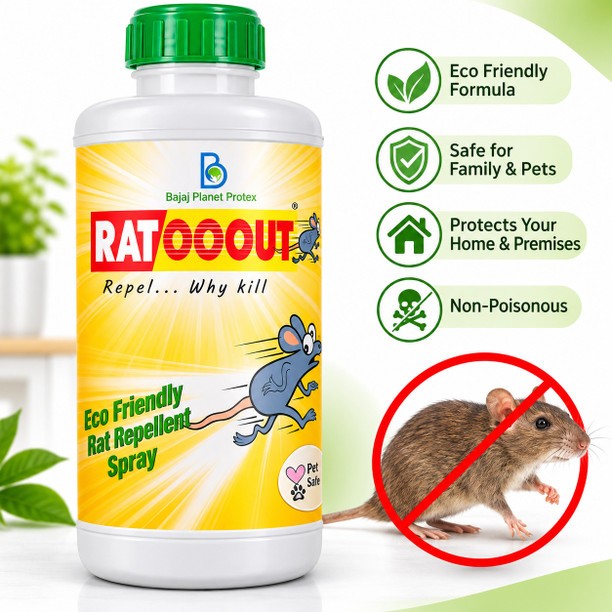 Bajaj Planet Protex
RATOOOUT®
Repel... Why kill
Eco Friendly
Rat Repellent
Spray
Pet
Safe
Eco Friendly
Formula
Safe for
Family & Pets
Protects Your
Home & Premises
Non-Poisonous